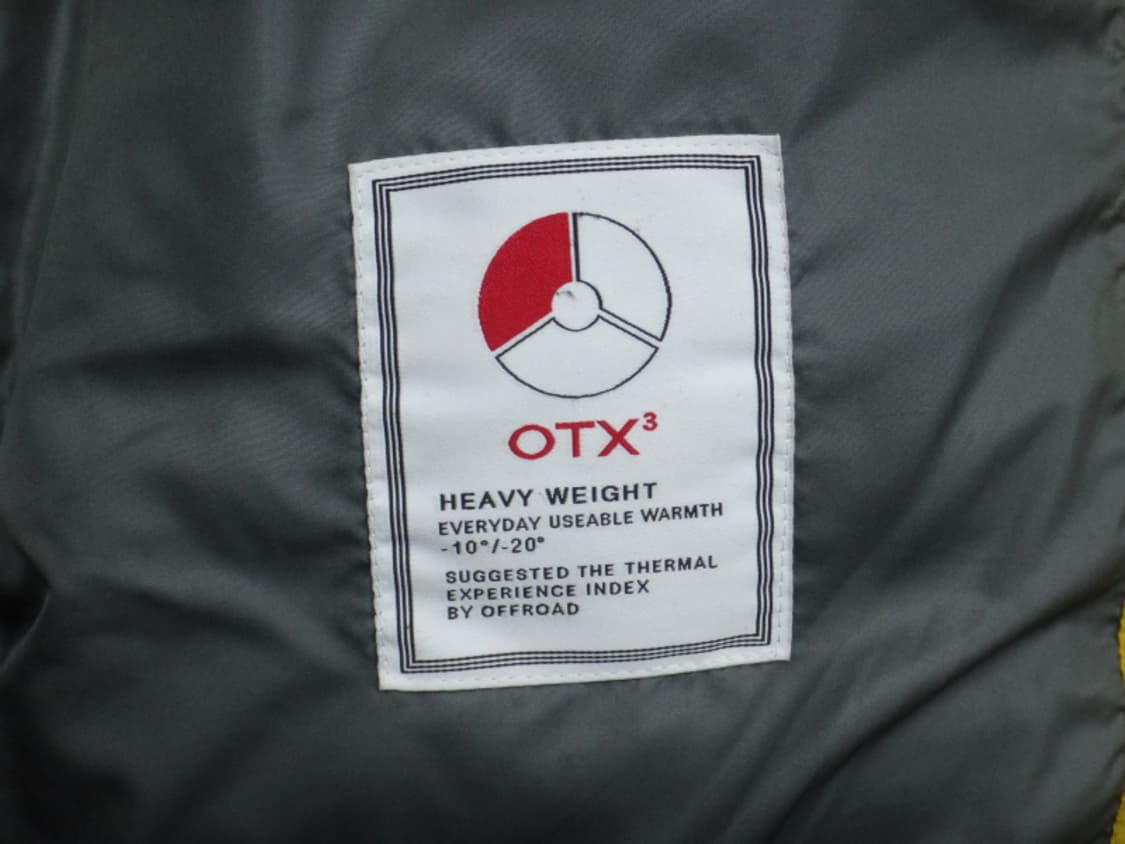 OTX³
HEAVY WEIGHT
EVERYDAY USEABLE WARMTH
-10°/-20°
SUGGESTED THE THERMAL
EXPERIENCE INDEX
BY OFFROAD